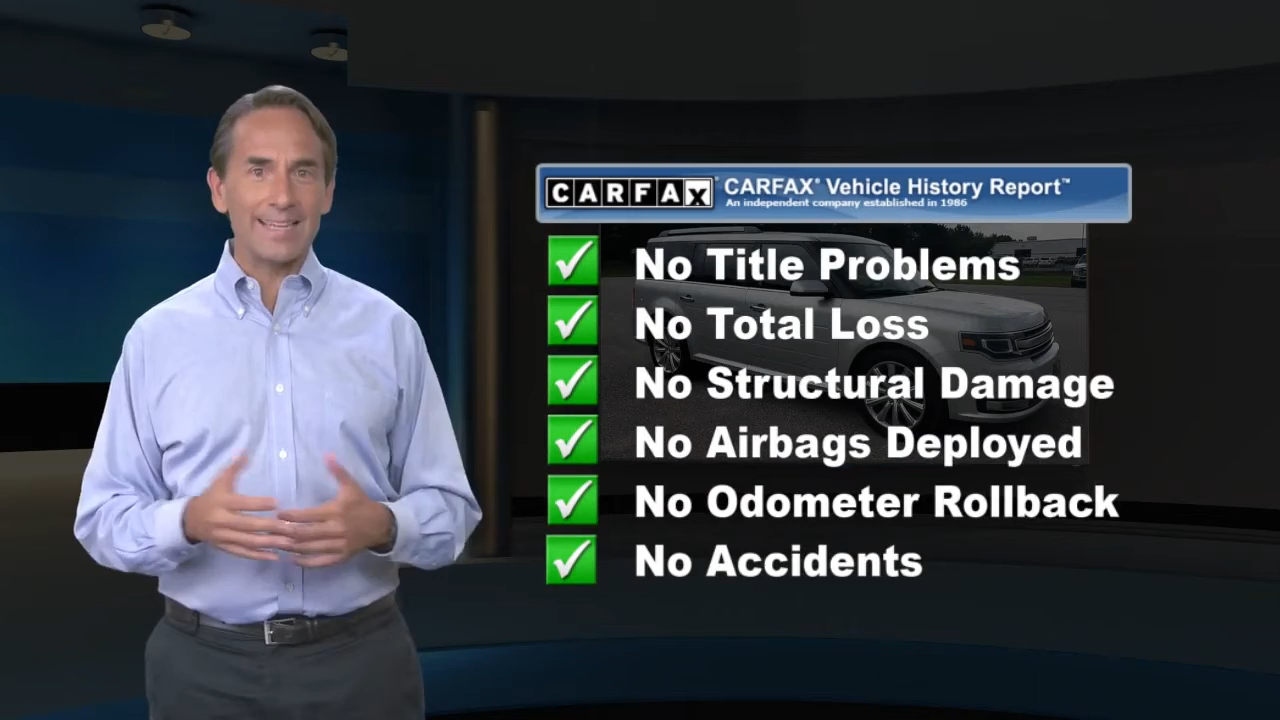 CARFAX® CARFAX® Vehicle History Report™
An independent company established in 1986
No Title Problems
No Total Loss
No Structural Damage
No Airbags Deployed
No Odometer Rollback
No Accidents